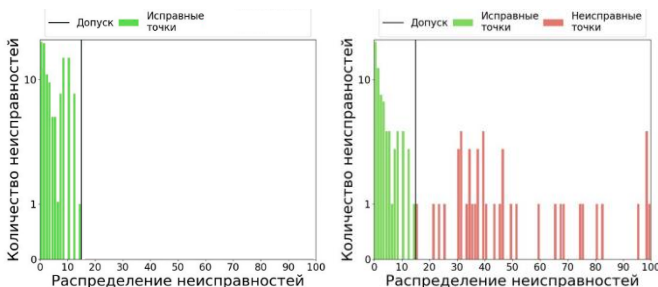 Допуск
Исправные
точки
Количество неисправностей
10
1
0
0 10 20 30 40 50 60 70 80 90 100
Распределение неисправностей
Допуск
Исправные
точки
Неисправные
точки
Количество неисправностей
10
1
0
0 10 20 30 40 50 60 70 80 90 100
Распределение неисправностей